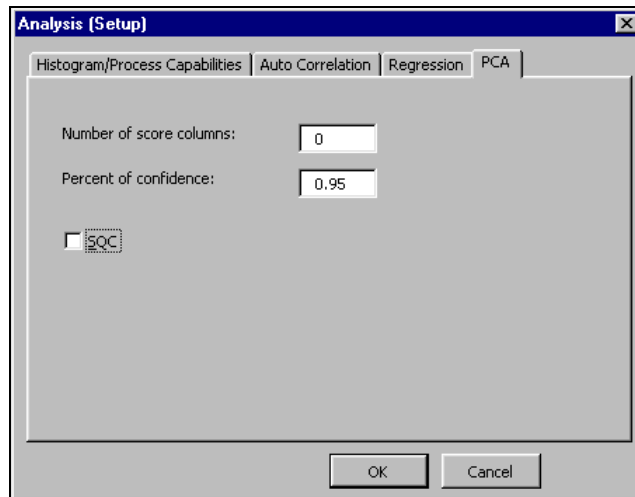 Analysis (Setup)
Histogram/Process Capabilities Auto Correlation Regression PCA
Number of score columns: 0
Percent of confidence: 0.95
SQC
OK Cancel